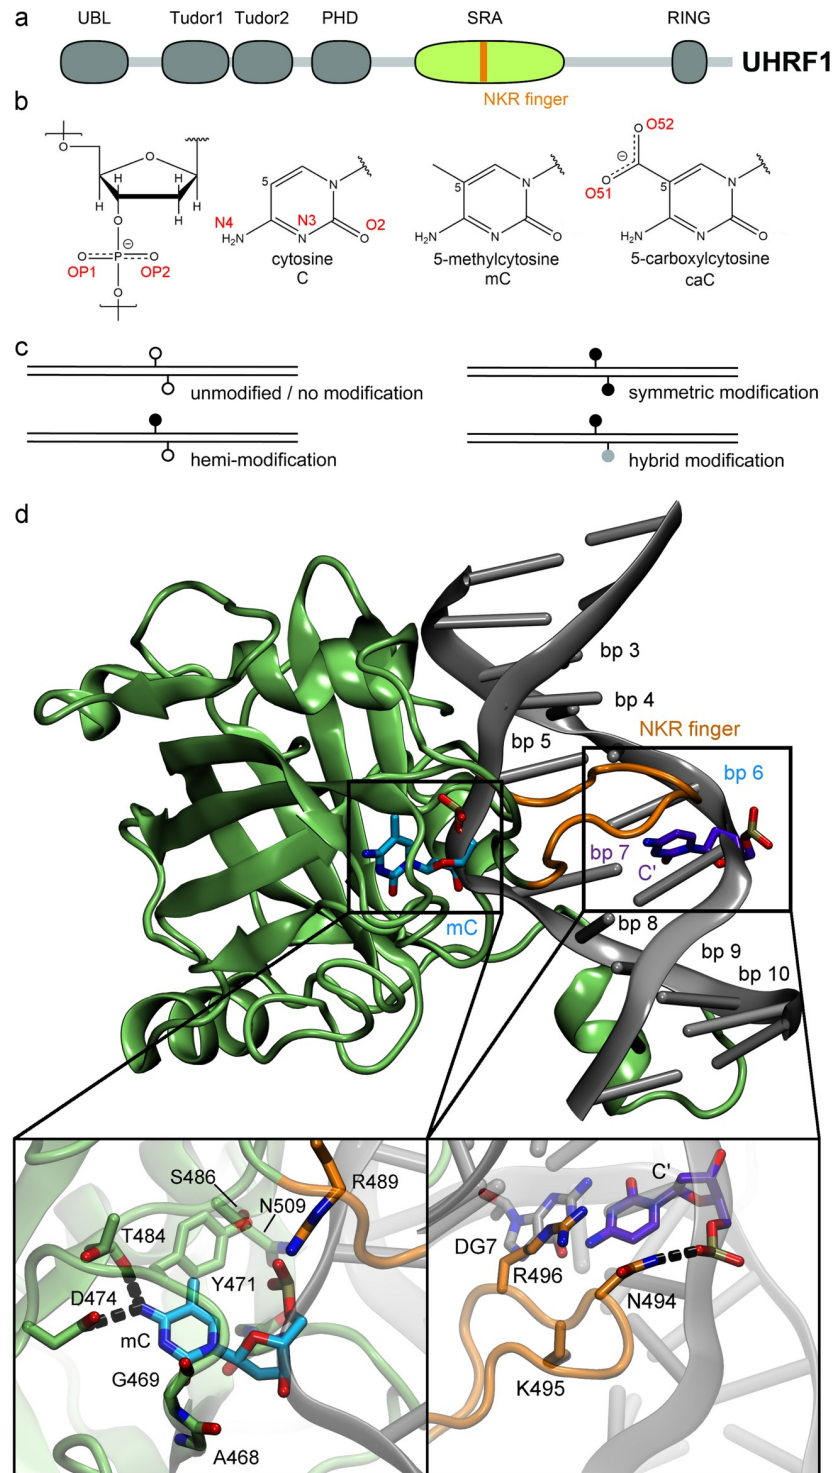 a
UBL Tudor1 Tudor2 PHD SRA RING
UHRF1
NKR finger
b
O
O
H H
H H
O
O P O
⊖
OP1 OP2
O
5
N
N4 N3 O2
H₂N N O
cytosine
C
5
N
H₂N N O
5-methylcytosine
mC
O O52
⊖
O
O51
5
N
H₂N N O
5-carboxylcytosine
caC
c
unmodified / no modification
symmetric modification
hemi-modification
hybrid modification
d
bp 3
bp 4
NKR finger
bp 5
bp 6
bp 7
C'
mC
bp 8
bp 9
bp 10
S486
R489
N509
T484
Y471
D474
mC
G469
A468
C'
DG7
R496
N494
K495